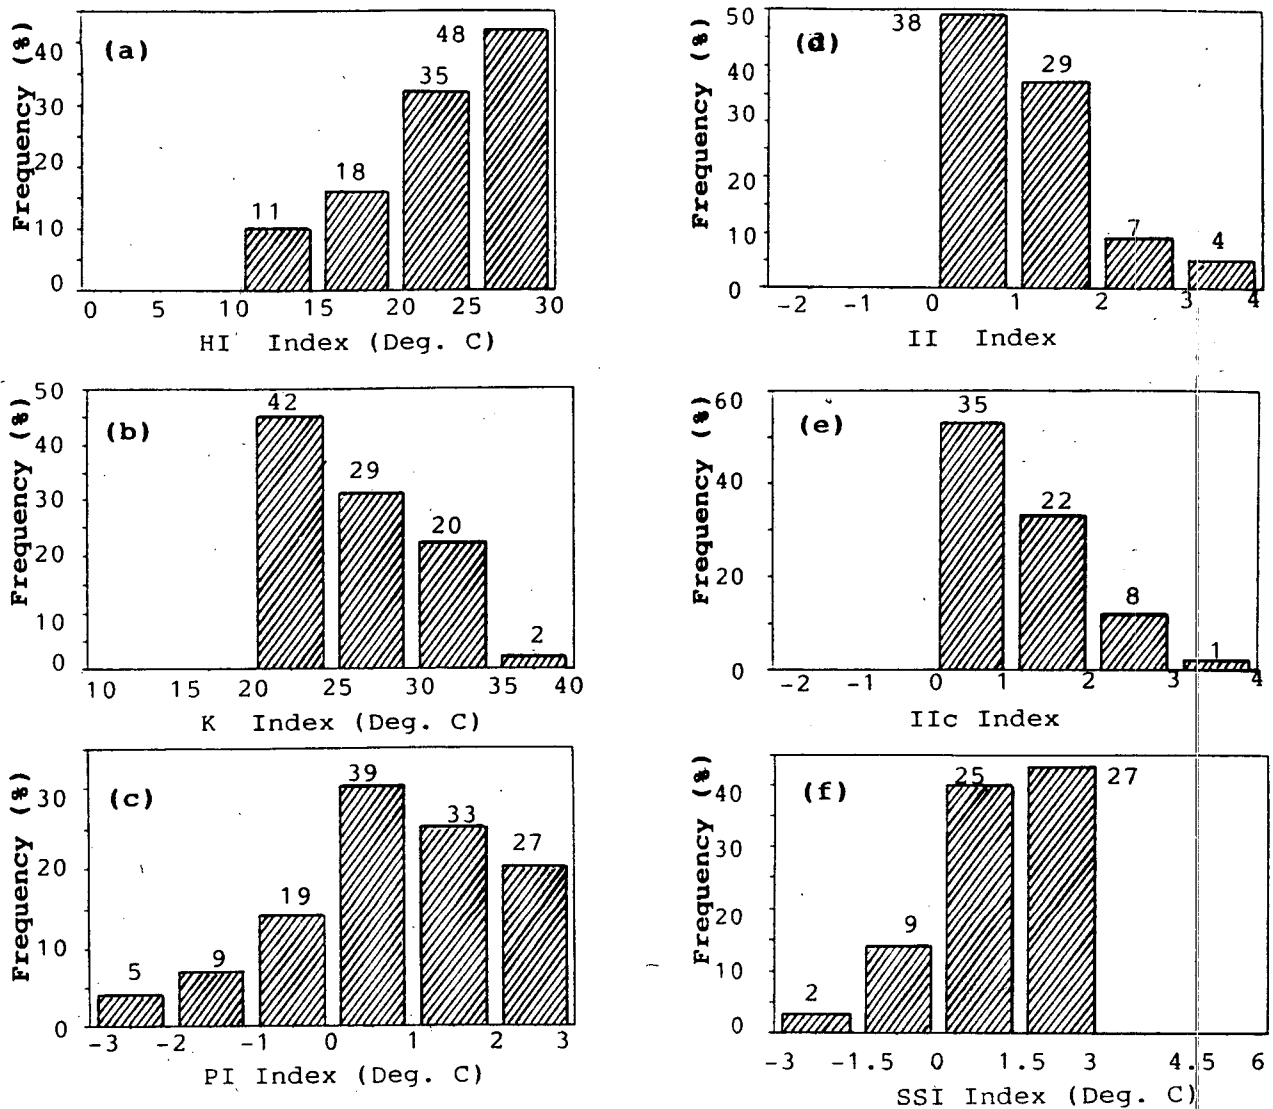 (a)
Frequency (%)
40
30
20
10
0
11
18
35
48
0 5 10 15 20 25 30
HI Index (Deg. C)
(d)
Frequency (%)
50
40
30
20
10
0
38
29
7
4
-2 -1 0 1 2 3 4
II Index
(b)
Frequency (%)
50
40
30
20
10
0
42
29
20
2
10 15 20 25 30 35 40
K Index (Deg. C)
(e)
Frequency (%)
60
40
20
0
35
22
8
1
-2 -1 0 1 2 3 4
IIc Index
(c)
Frequency (%)
30
20
10
0
5
9
19
39
33
27
-3 -2 -1 0 1 2 3
PI Index (Deg. C)
(f)
Frequency (%)
40
30
20
10
0
2
9
25
27
-3 -1.5 0 1.5 3 4.5 6
SSI Index (Deg. C)